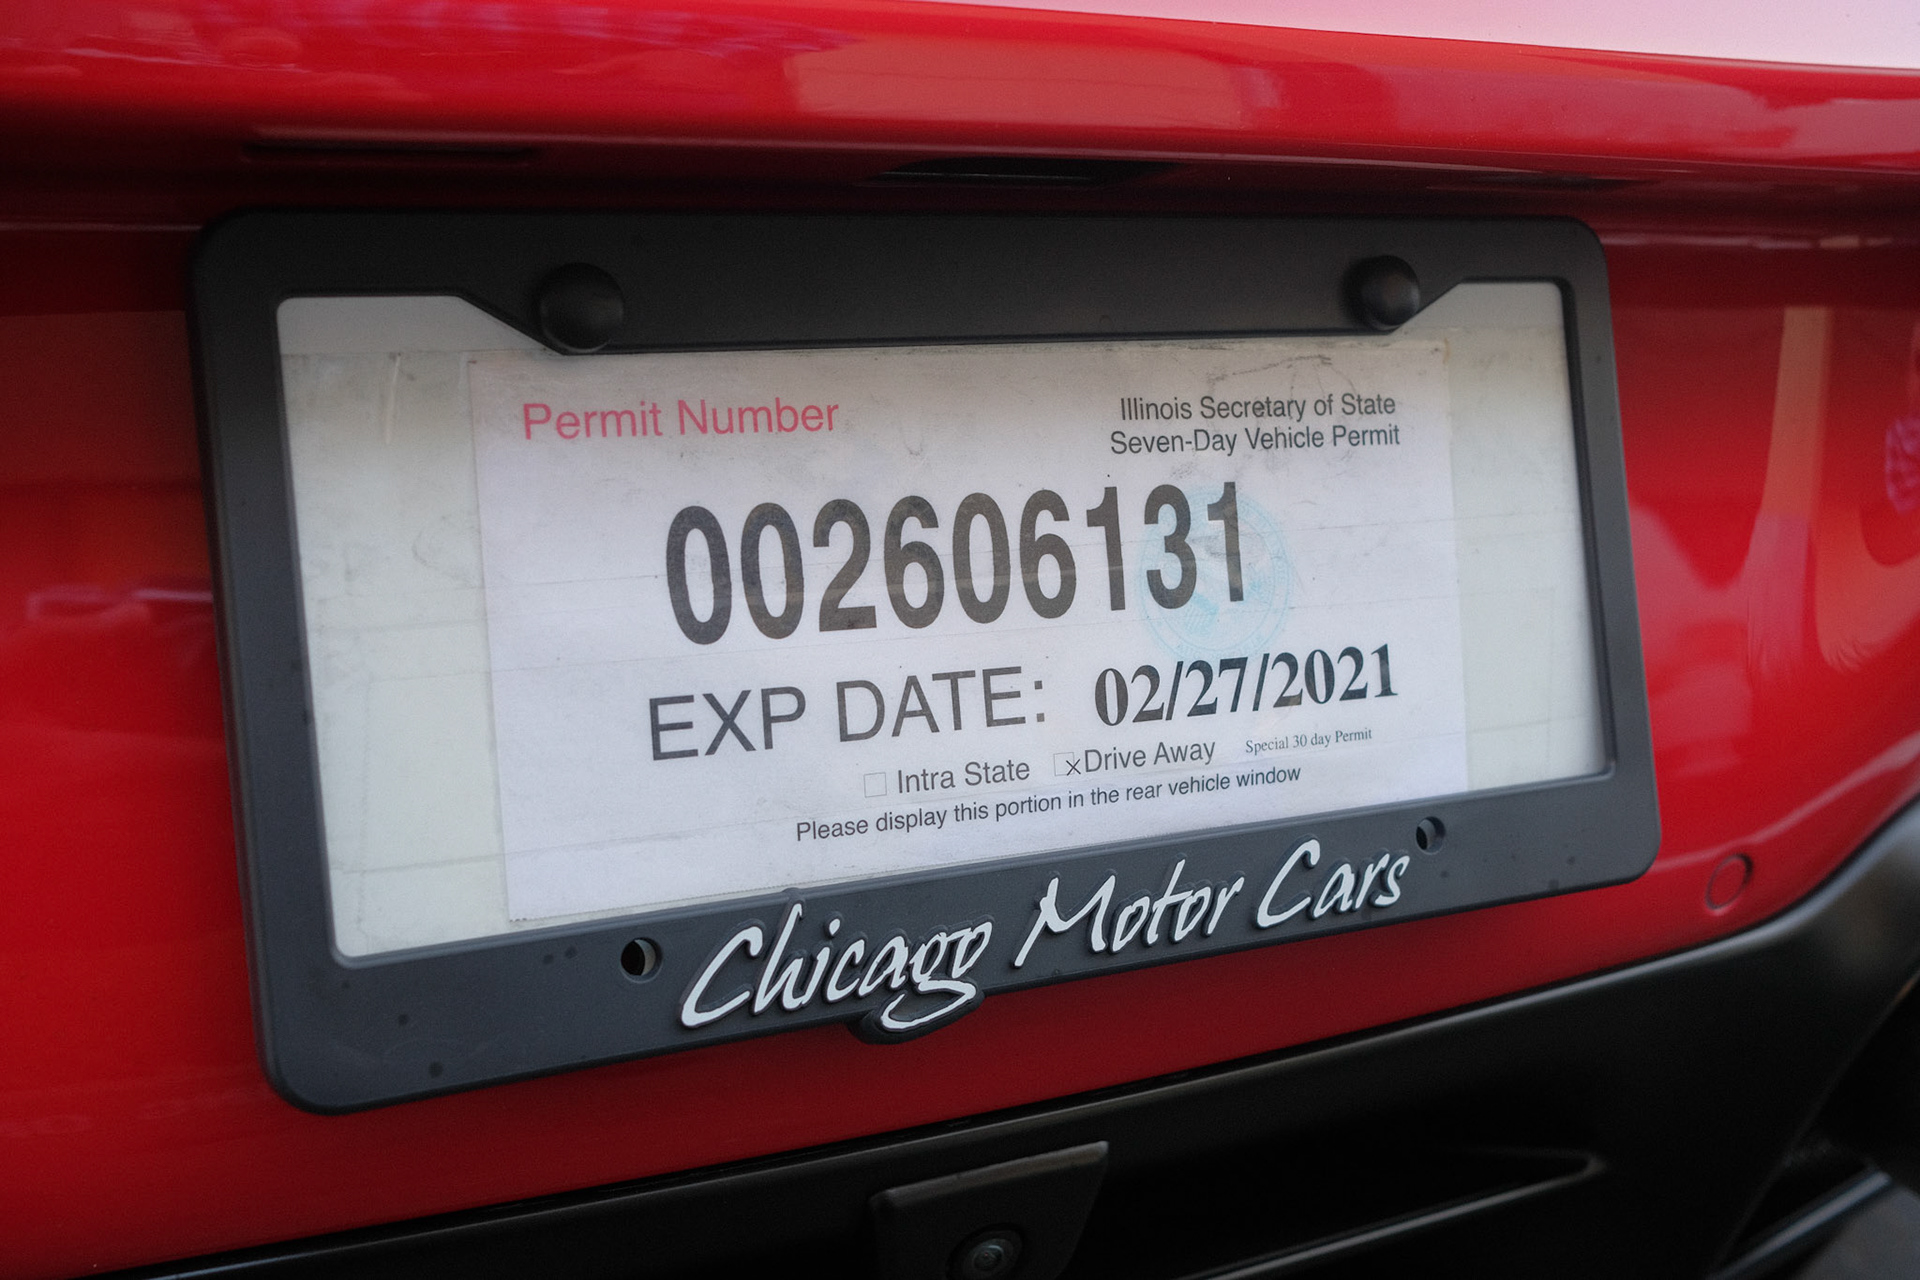 Permit Number
Illinois Secretary of State
Seven-Day Vehicle Permit
002606131
EXP DATE: 02/27/2021
Intra State Drive Away Special 30 day Permit
Please display this portion in the rear vehicle window
Chicago Motor Cars